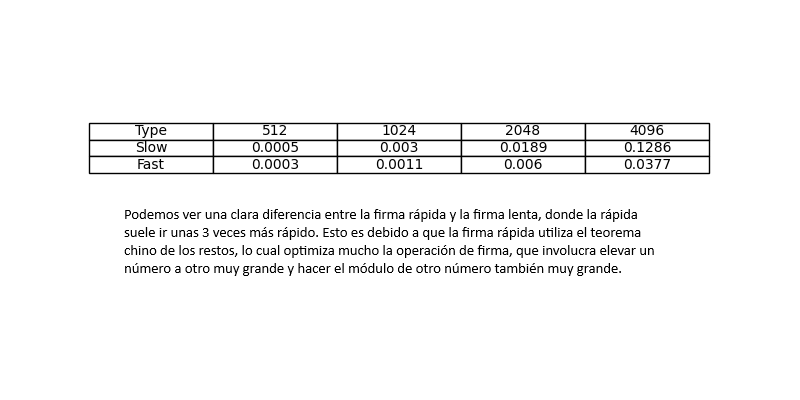 Type 512 1024 2048 4096
Slow 0.0005 0.003 0.0189 0.1286
Fast 0.0003 0.0011 0.006 0.0377
Podemos ver una clara diferencia entre la firma rápida y la firma lenta, donde la rápida
suele ir unas 3 veces más rápido. Esto es debido a que la firma rápida utiliza el teorema
chino de los restos, lo cual optimiza mucho la operación de firma, que involucra elevar un
número a otro muy grande y hacer el módulo de otro número también muy grande.